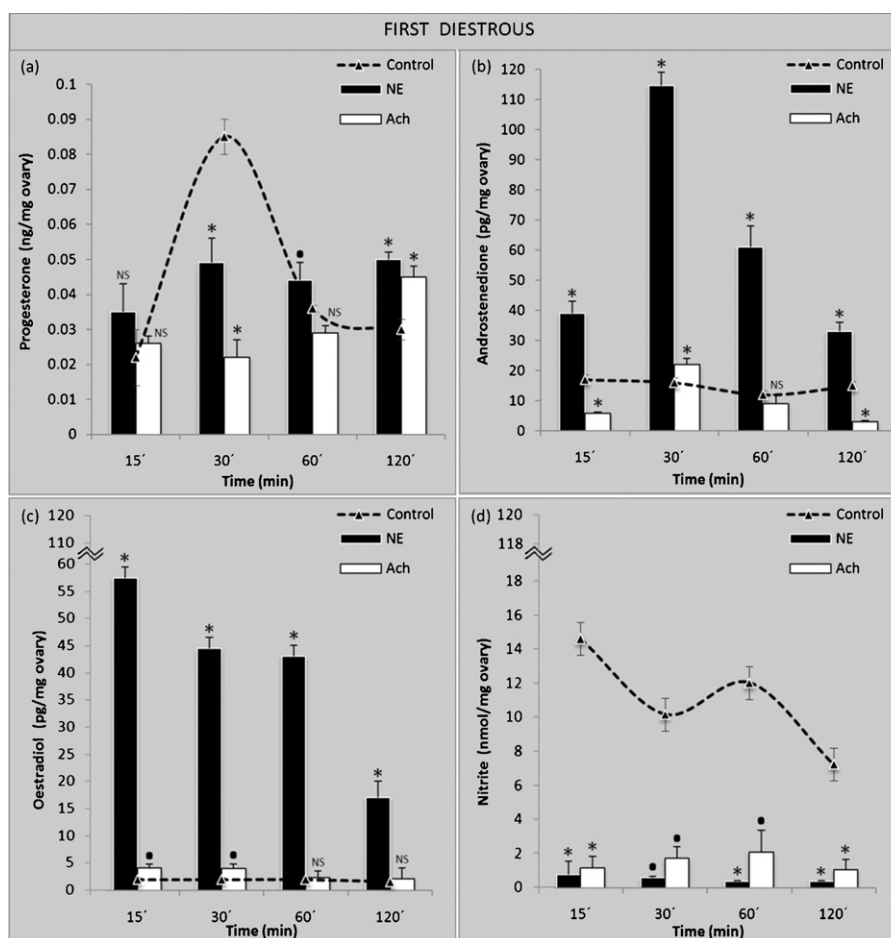 FIRST DIESTROUS
(a)
Control
NE
Ach
Progesterone (ng/mg ovary)
0.1
0.09
0.08
0.07
0.06
0.05
0.04
0.03
0.02
0.01
0
NS
*
*
NS
*
*
15´ 30´ 60´ 120´
Time (min)
(b)
Control
NE
Ach
Androstenedione (pg/mg ovary)
120
110
100
90
80
70
60
50
40
30
20
10
0
*
*
*
*
*
NS
*
*
15´ 30´ 60´ 120´
Time (min)
(c)
Control
NE
Ach
Oestradiol (pg/mg ovary)
120
110
60
55
50
45
40
35
30
25
20
15
10
5
0
*
*
*
*
NS
NS
15´ 30´ 60´ 120´
Time (min)
(d)
Control
NE
Ach
Nitrite (nmol/mg ovary)
120
118
18
16
14
12
10
8
6
4
2
0
* *
*
* *
15´ 30´ 60´ 120´
Time (min)